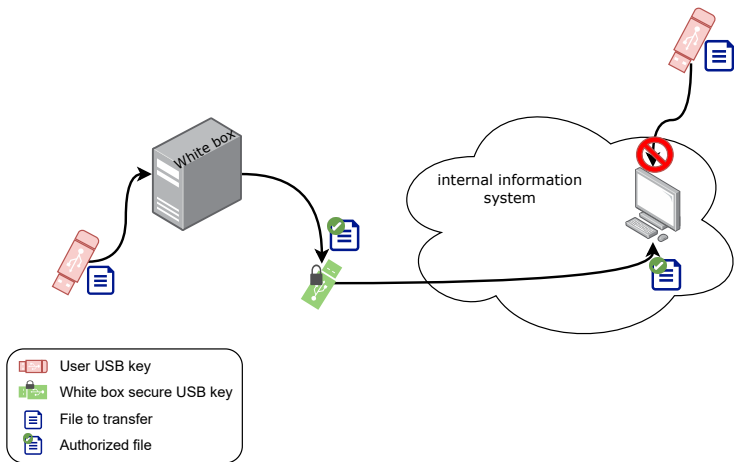 White box
internal information
system
User USB key
White box secure USB key
File to transfer
Authorized file